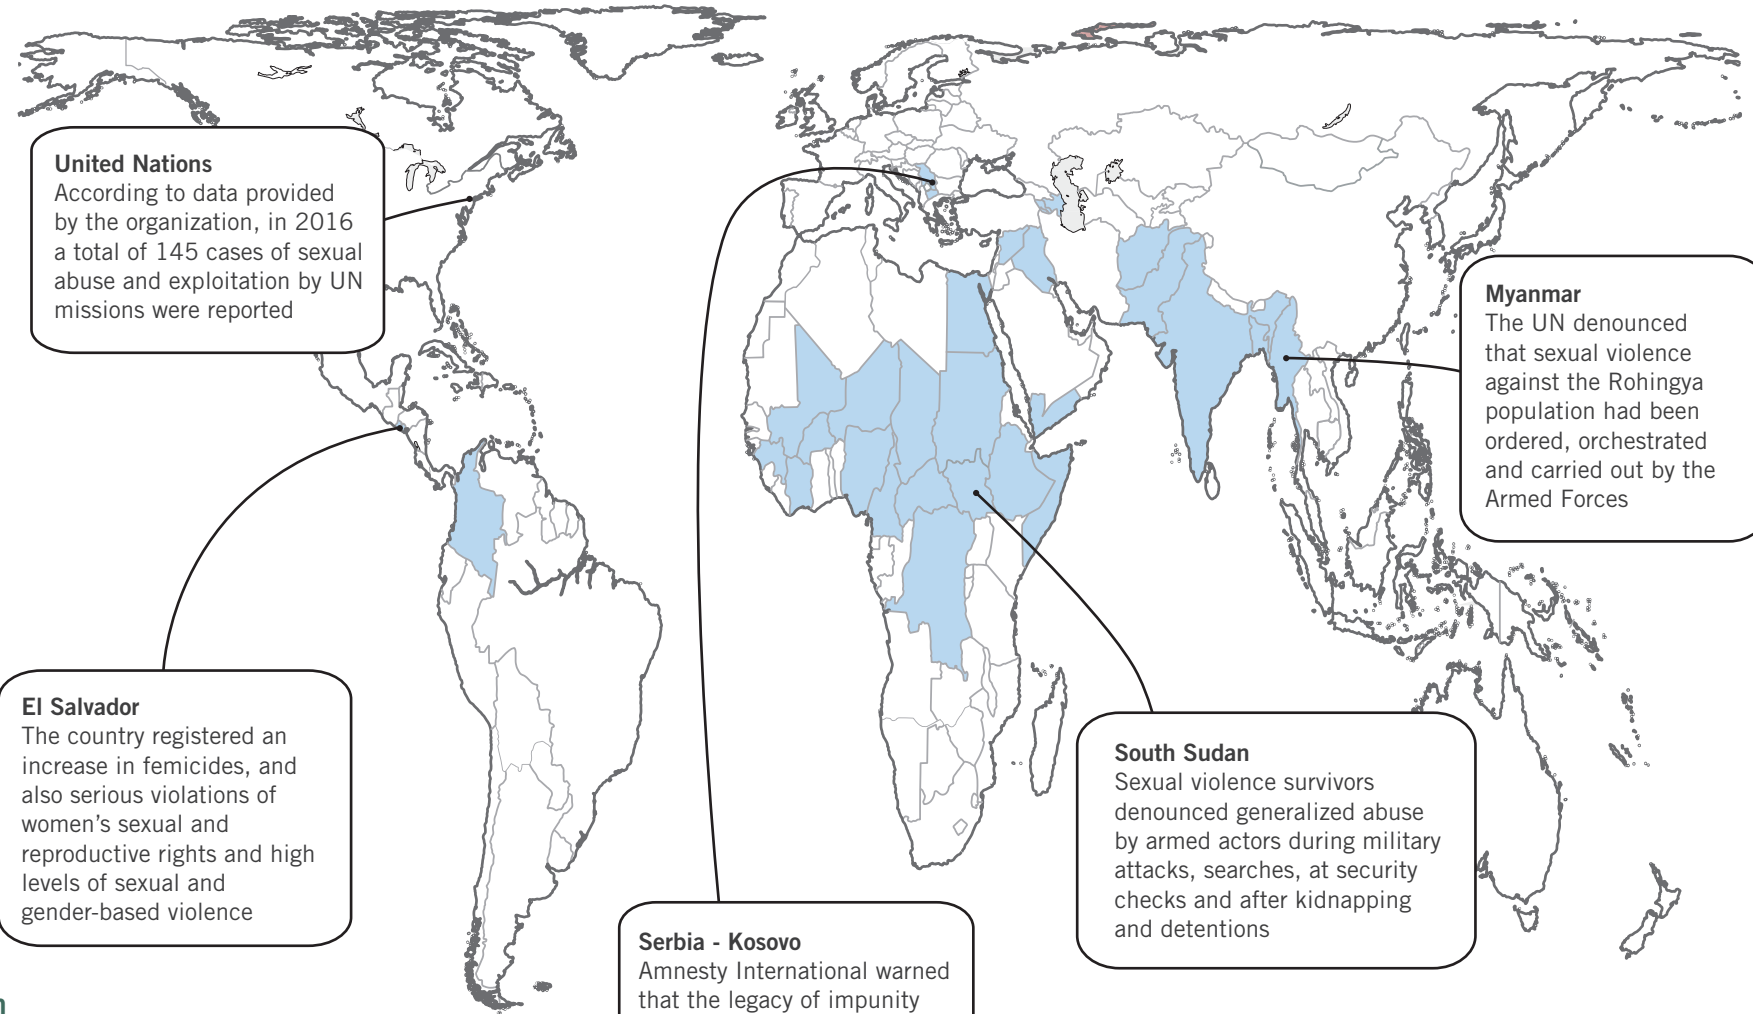 United Nations
According to data provided
by the organization, in 2016
a total of 145 cases of sexual
abuse and exploitation by UN
missions were reported
Myanmar
The UN denounced
that sexual violence
against the Rohingya
population had been
ordered, orchestrated
and carried out by the
Armed Forces
El Salvador
The country registered an
increase in femicides, and
also serious violations of
women’s sexual and
reproductive rights and high
levels of sexual and
gender-based violence
South Sudan
Sexual violence survivors
denounced generalized abuse
by armed actors during military
attacks, searches, at security
checks and after kidnapping
and detentions
Serbia - Kosovo
Amnesty International warned
that the legacy of impunity